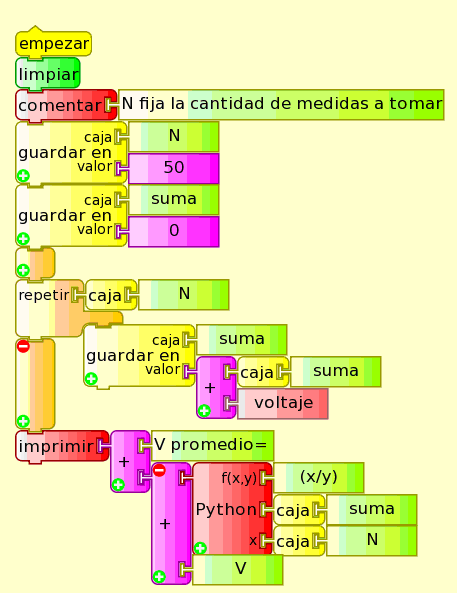 empezar
limpiar
comentar N fija la cantidad de medidas a tomar
caja N
guardar en
valor 50
caja suma
guardar en
valor 0
repetir caja N
caja suma
guardar en
valor + caja suma
voltaje
imprimir + V promedio=
f(x,y) (x/y)
Python caja suma
+
x caja N
V